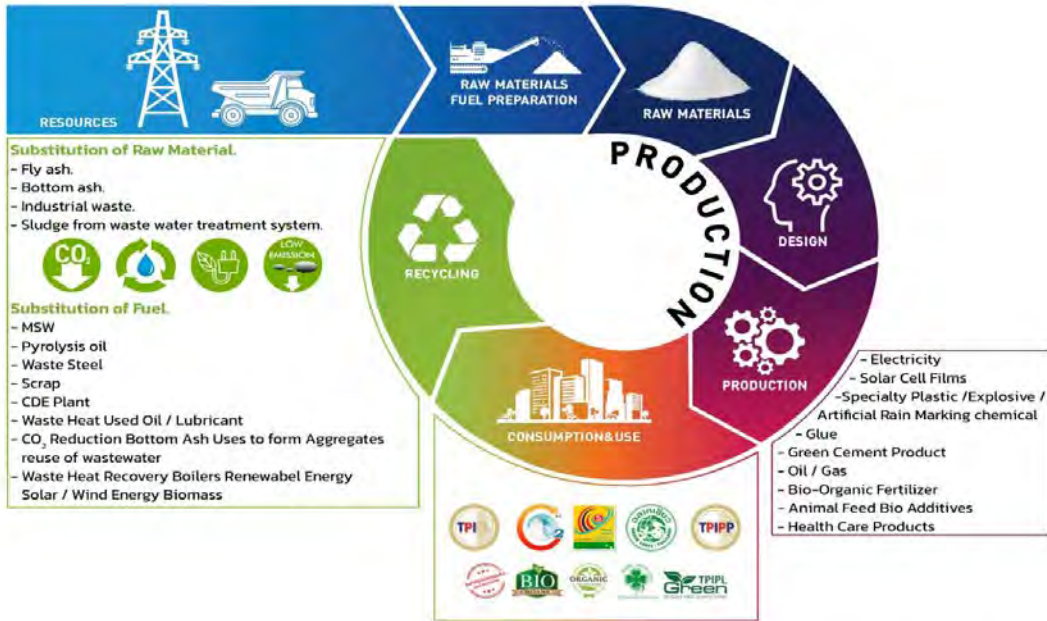 RESOURCES
RAW MATERIALS
FUEL PREPARATION
RAW MATERIALS
DESIGN
PRODUCTION
CONSUMPTION&USE
RECYCLING
PRODUCTION
Substitution of Raw Material.
- Fly ash.
- Bottom ash.
- Industrial waste.
- Sludge from waste water treatment system.
CO₂
LOW
EMISSION
Substitution of Fuel.
- MSW
- Pyrolysis oil
- Waste Steel
- Scrap
- CDE Plant
- Waste Heat Used Oil / Lubricant
- CO₂ Reduction Bottom Ash Uses to form Aggregates
reuse of wastewater
- Waste Heat Recovery Boilers Renewabel Energy
Solar / Wind Energy Biomass
- Electricity
- Solar Cell Films
-Specialty Plastic /Explosive /
Artificial Rain Marking chemical
- Glue
- Green Cement Product
- Oil / Gas
- Bio-Organic Fertilizer
- Animal Feed Bio Additives
- Health Care Products
TPI
TPIPP
BIO
ORGANIC
TPIPL
Green